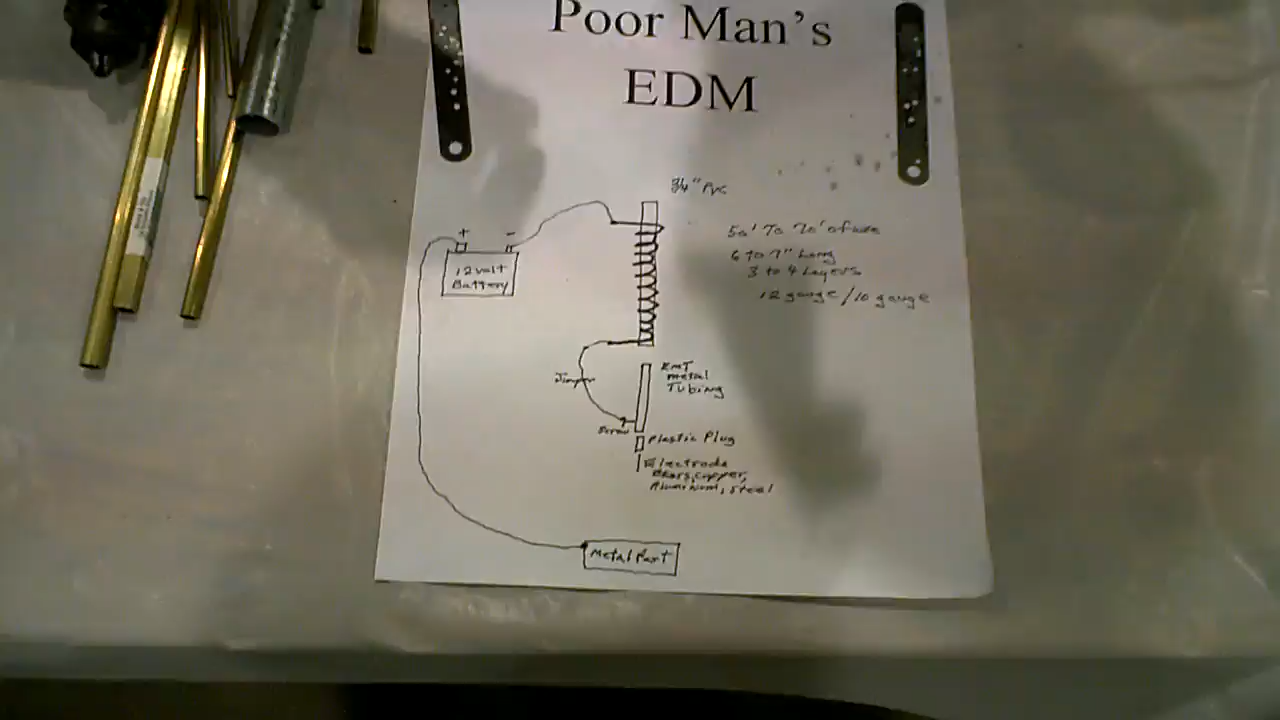 Poor Man's
EDM
3/4" PVC
50' To 70' of wire
6 to 7" Long
3 to 4 Layers
12 gauge/10 gauge
+ -
12 volt
Battery
EMT
metal
Tubing
Screw
Plastic Plug
Electrode
Brass, copper,
Aluminum, steel
Metal Part